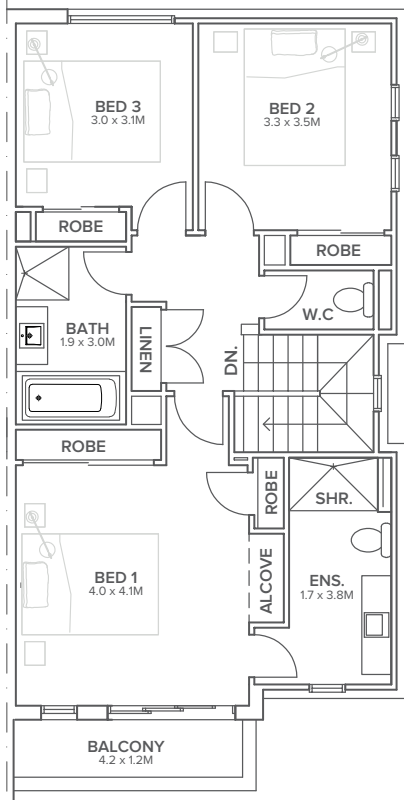 BED 3
3.0 x 3.1M
BED 2
3.3 x 3.5M
ROBE
ROBE
W.C
BATH
1.9 x 3.0M
LINEN
DN.
ROBE
ROBE
SHR.
BED 1
4.0 x 4.1M
ALCOVE
ENS.
1.7 x 3.8M
BALCONY
4.2 x 1.2M